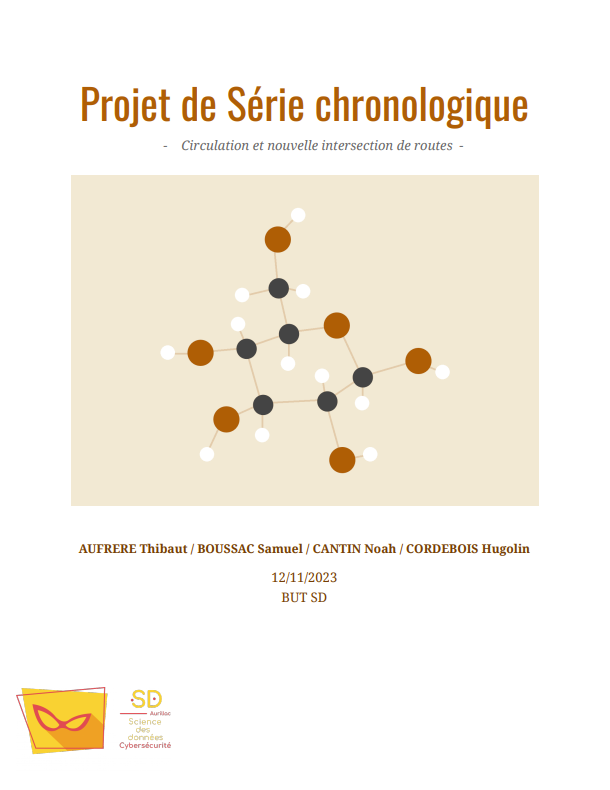 Projet de Série chronologique
- Circulation et nouvelle intersection de routes -
AUFRERE Thibaut / BOUSSAC Samuel / CANTIN Noah / CORDEBOIS Hugolin
12/11/2023
BUT SD
SD
Aurillac
Science
des
données
Cybersécurité